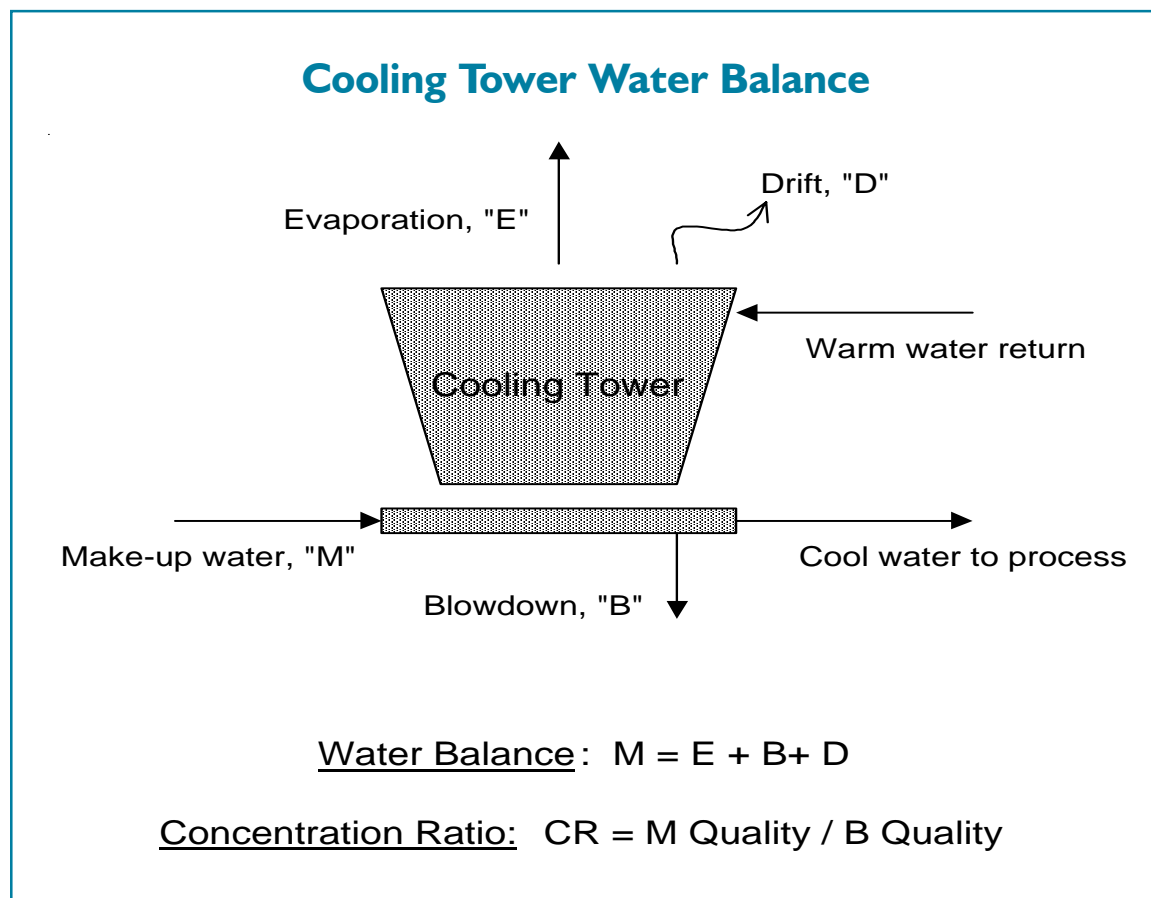 Cooling Tower Water Balance
Drift, "D"
Evaporation, "E"
Warm water return
Cooling Tower
Make-up water, "M"
Cool water to process
Blowdown, "B"
Water Balance: M = E + B+ D
Concentration Ratio: CR = M Quality / B Quality